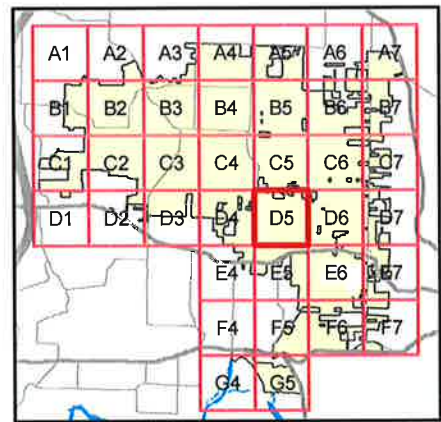 A1 A2 A3 A4 A5 A6 A7
B1 B2 B3 B4 B5 B6 B7
C1 C2 C3 C4 C5 C6 C7
D1 D2 D3 D4 D5 D6 D7
E4 E5 E6 E7
F4 F5 F6 F7
G4 G5